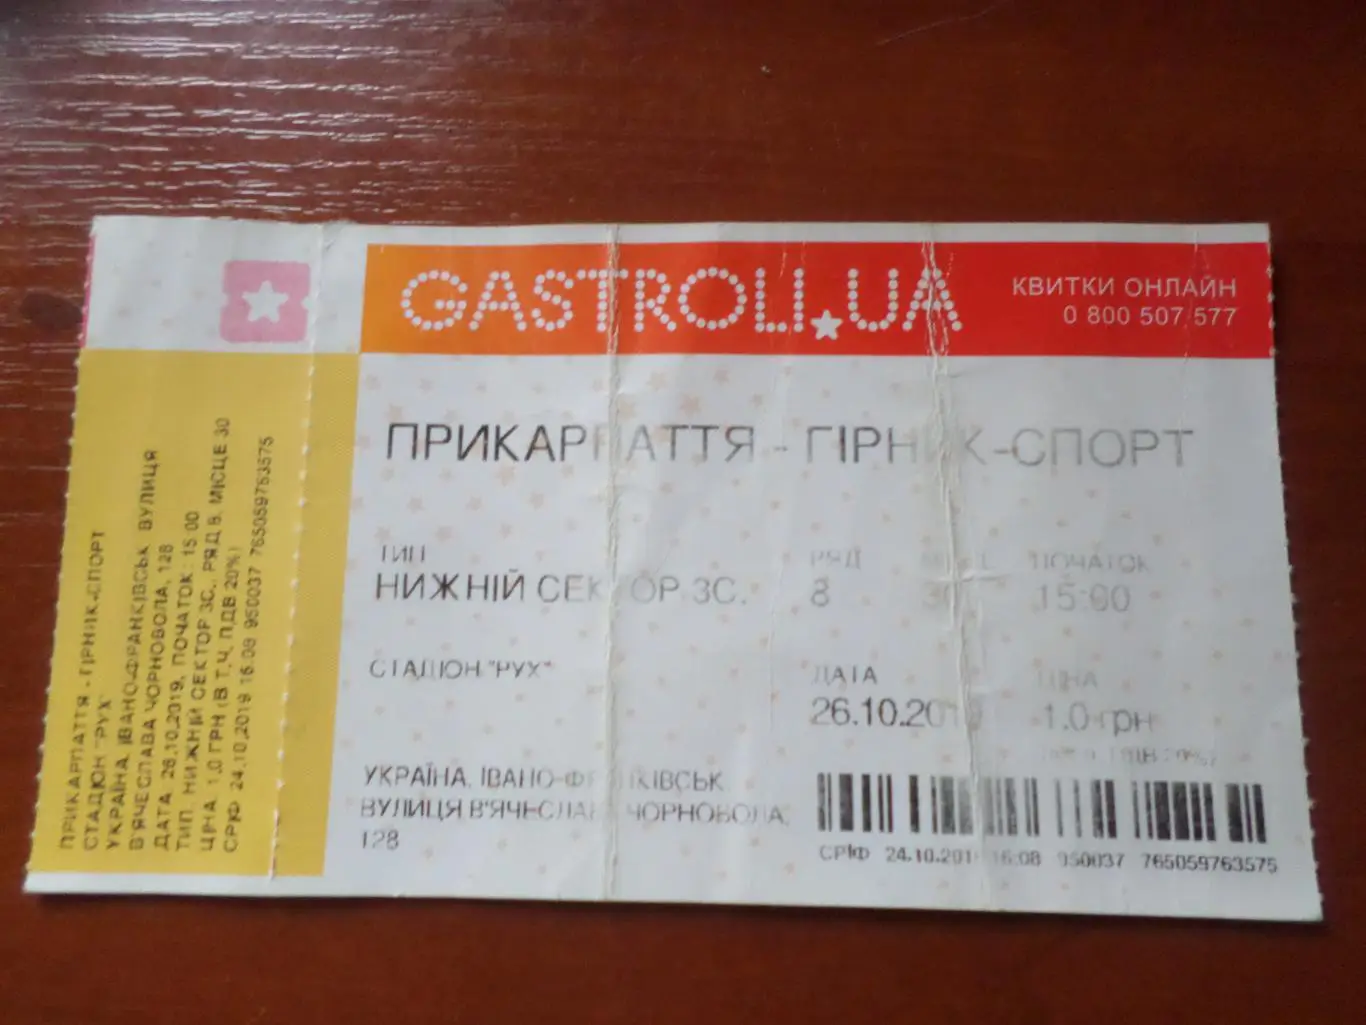 ПРИКАРПАТТЯ - ГІРНИК-СПОРТ
СТАДІОН "РУХ"
УКРАЇНА, ІВАНО-ФРАНКІВСЬК ВУЛИЦЯ
В'ЯЧЕСЛАВА ЧОРНОВОЛА, 128
ДАТА: 26.10.2019, ПОЧАТОК: 15:00
ТИП: НИЖНІЙ СЕКТОР 3С., РЯД 8, МІСЦЕ 30
ЦІНА: 1.0 ГРН (В Т.Ч. ПДВ 20%)
СРІФ 24.10.2019 16:08 950037 765059763575
GASTROLI.UA
КВИТКИ ОНЛАЙН
0 800 507 577
ПРИКАРПАТТЯ - ГІРНИК-СПОРТ
ТИП РЯД ПОЧАТОК
НИЖНІЙ СЕКТОР 3С. 8 30 15:00
СТАДІОН "РУХ" ДАТА ЦІНА
26.10.2019 1.0 грн
УКРАЇНА, ІВАНО-ФРАНКІВСЬК
ВУЛИЦЯ В'ЯЧЕСЛАВА ЧОРНОВОЛА,
128
СРІФ 24.10.2019 16:08 950037 765059763575